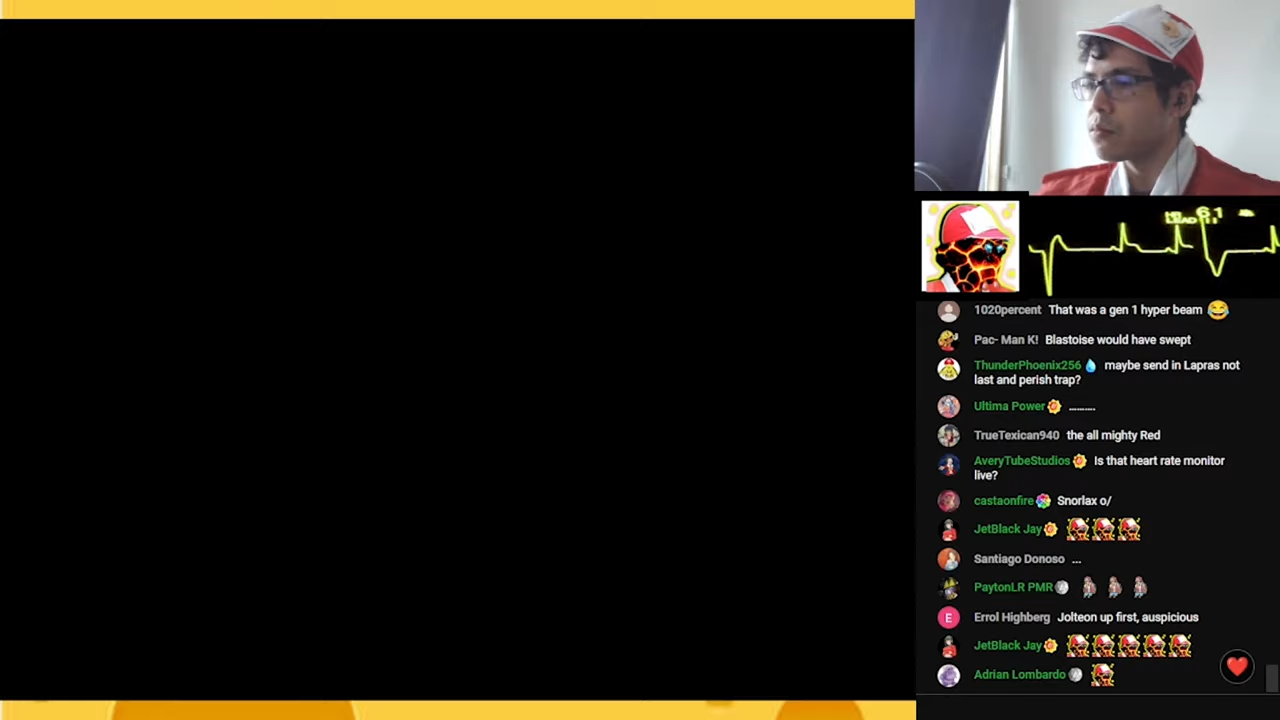 61
1020percent That was a gen 1 hyper beam 😂
Pac- Man K! Blastoise would have swept
ThunderPhoenix256 💧 maybe send in Lapras not
last and perish trap?
Ultima Power ..........
TrueTexican940 the all mighty Red
AveryTubeStudios Is that heart rate monitor
live?
castaonfire Snorlax o/
JetBlack Jay
Santiago Donoso ...
PaytonLR PMR
E Errol Highberg Jolteon up first, auspicious
JetBlack Jay
Adrian Lombardo